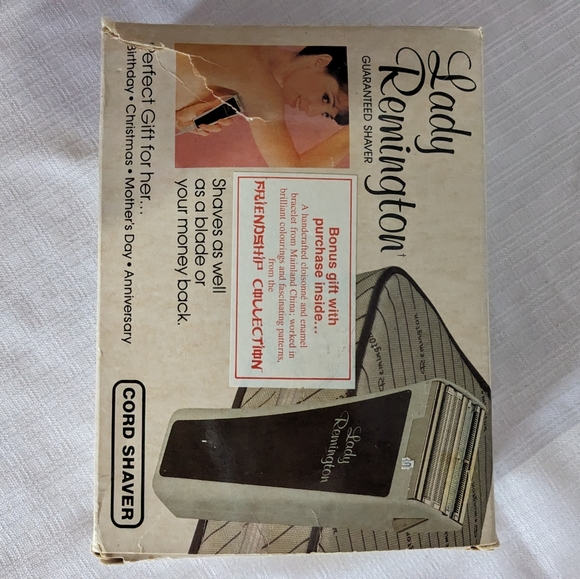 Lady
Remington†
GUARANTEED SHAVER
Shaves as well
as a blade or
your money back.
Perfect Gift for her...
Birthday • Christmas • Mother's Day • Anniversary
Bonus gift with
purchase inside...
A handcrafted cloisonné and enamel
bracelet from Mainland China; worked in
brilliant colourings and fascinating patterns,
from the
FRIENDSHIP COLLECTION
Lady
Remington
Remington
Remington
CORD SHAVER